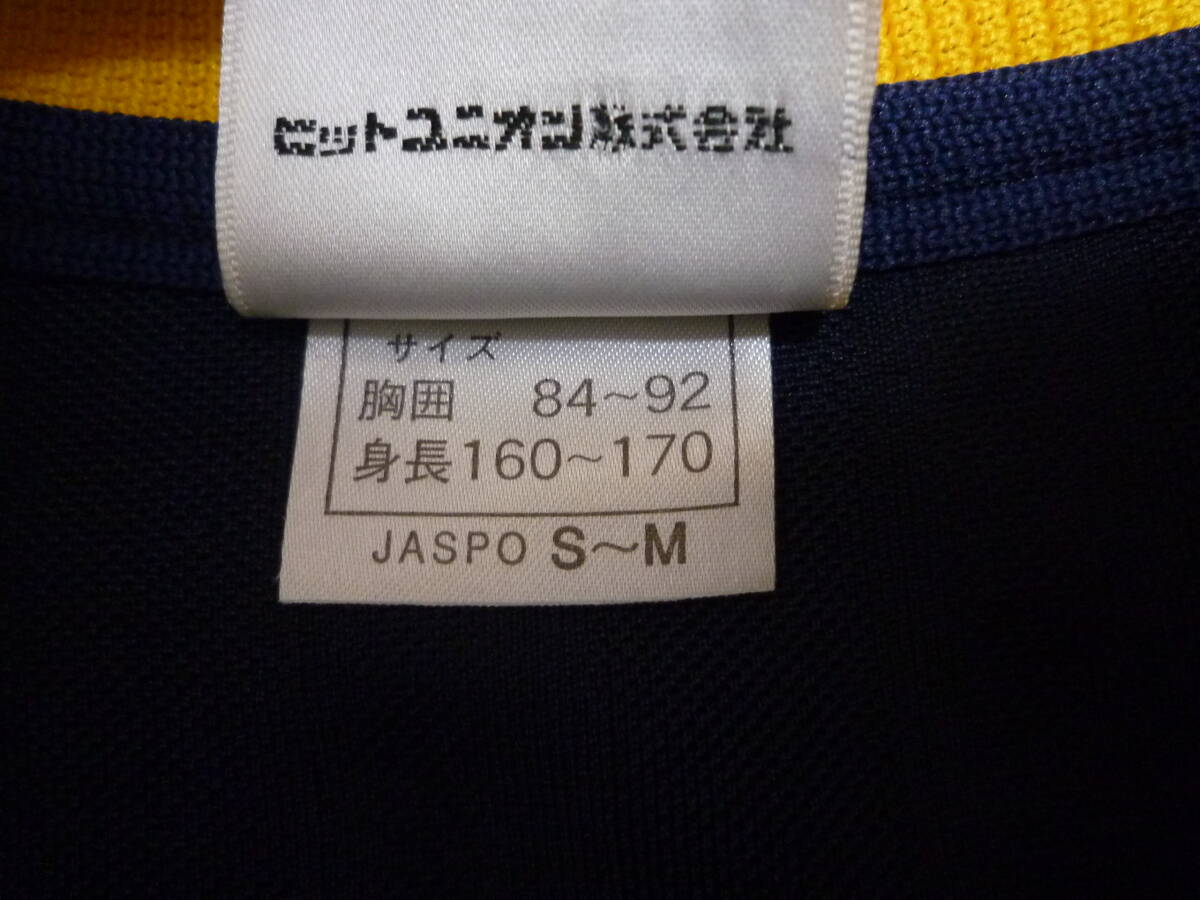 ヒットユニオン株式会社
サイズ
胸囲 84～92
身長160～170
JASPO S～M